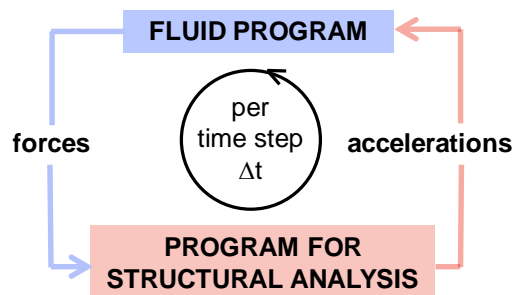 FLUID PROGRAM
per
time step
Δt
forces
accelerations
PROGRAM FOR
STRUCTURAL ANALYSIS